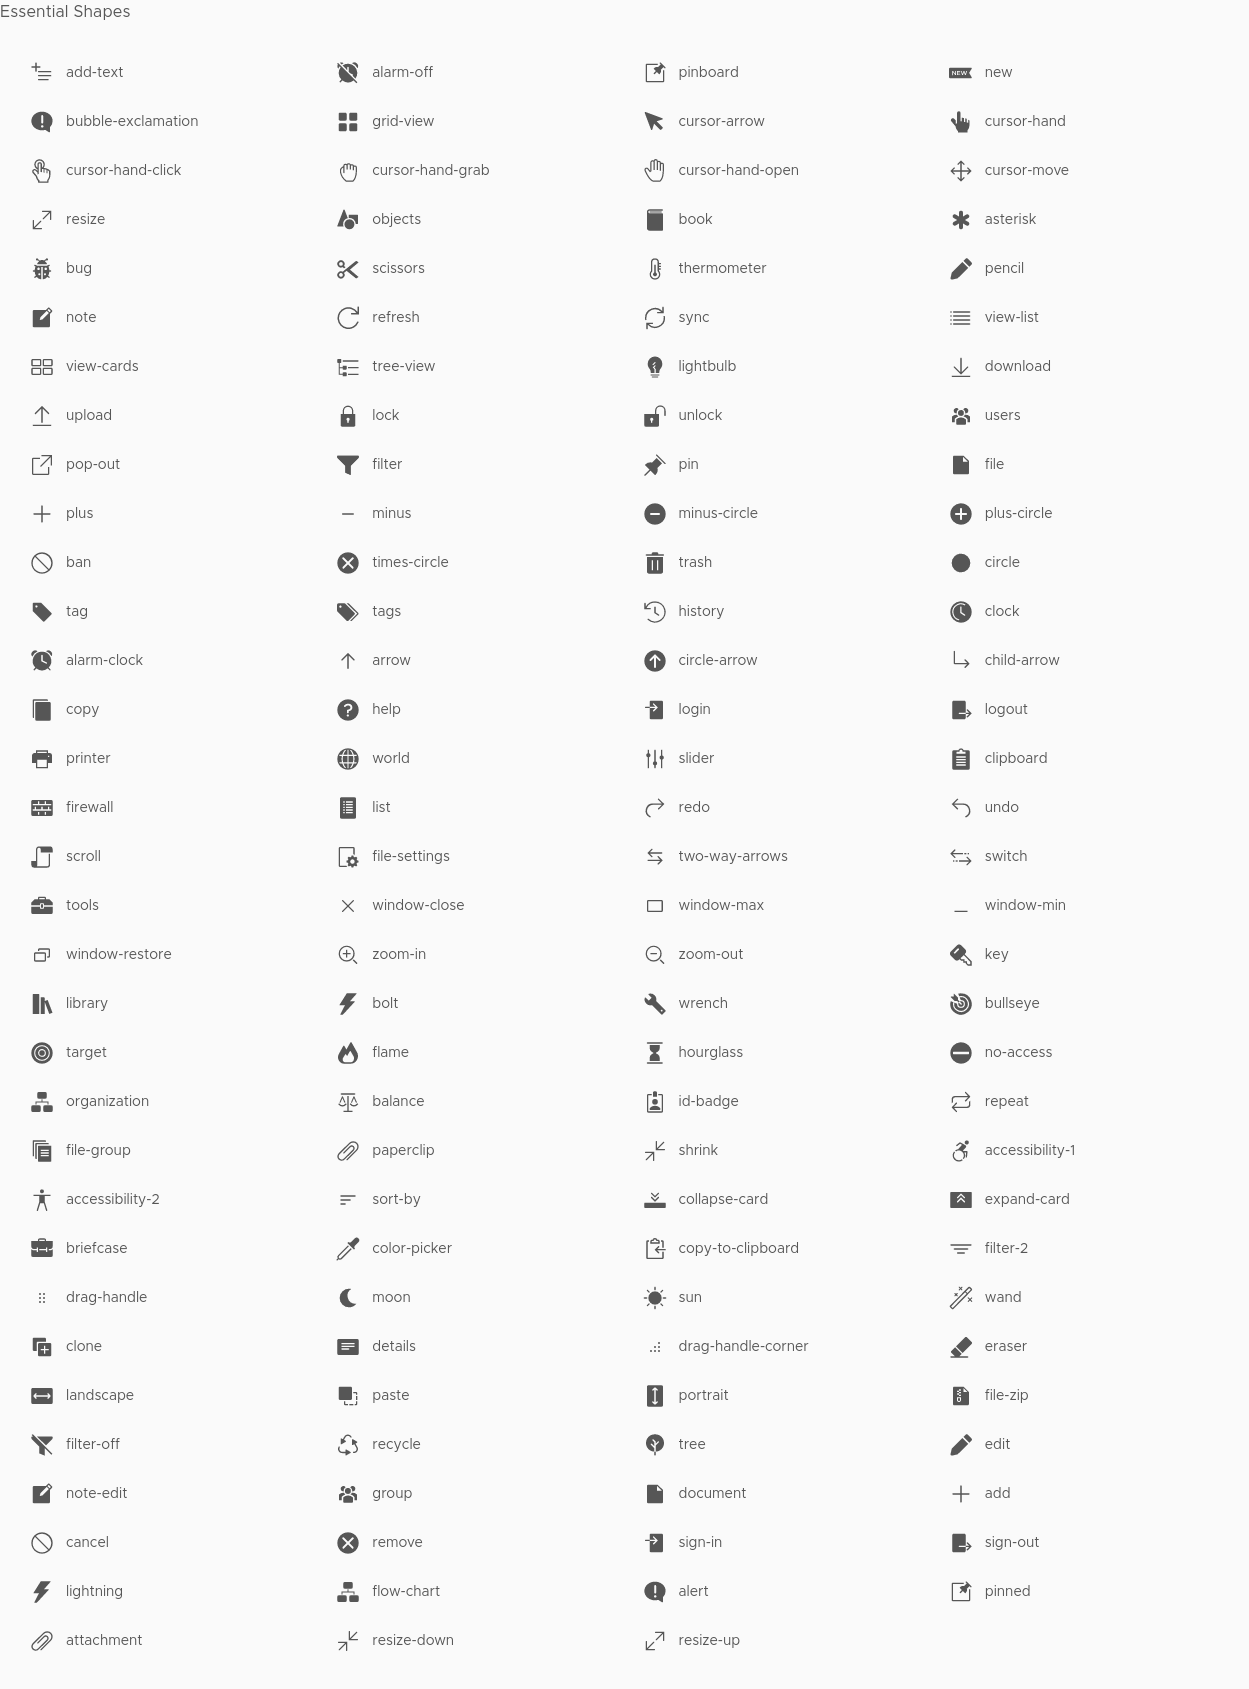 Essential Shapes
add-text alarm-off pinboard NEW new
bubble-exclamation grid-view cursor-arrow cursor-hand
cursor-hand-click cursor-hand-grab cursor-hand-open cursor-move
resize objects book asterisk
bug scissors thermometer pencil
note refresh sync view-list
view-cards tree-view lightbulb download
upload lock unlock users
pop-out filter pin file
plus minus minus-circle plus-circle
ban times-circle trash circle
tag tags history clock
alarm-clock arrow circle-arrow child-arrow
copy help login logout
printer world slider clipboard
firewall list redo undo
scroll file-settings two-way-arrows switch
tools window-close window-max window-min
window-restore zoom-in zoom-out key
library bolt wrench bullseye
target flame hourglass no-access
organization balance id-badge repeat
file-group paperclip shrink accessibility-1
accessibility-2 sort-by collapse-card expand-card
briefcase color-picker copy-to-clipboard filter-2
drag-handle moon sun wand
clone details drag-handle-corner eraser
landscape paste portrait file-zip
filter-off recycle tree edit
note-edit group document add
cancel remove sign-in sign-out
lightning flow-chart alert pinned
attachment resize-down resize-up